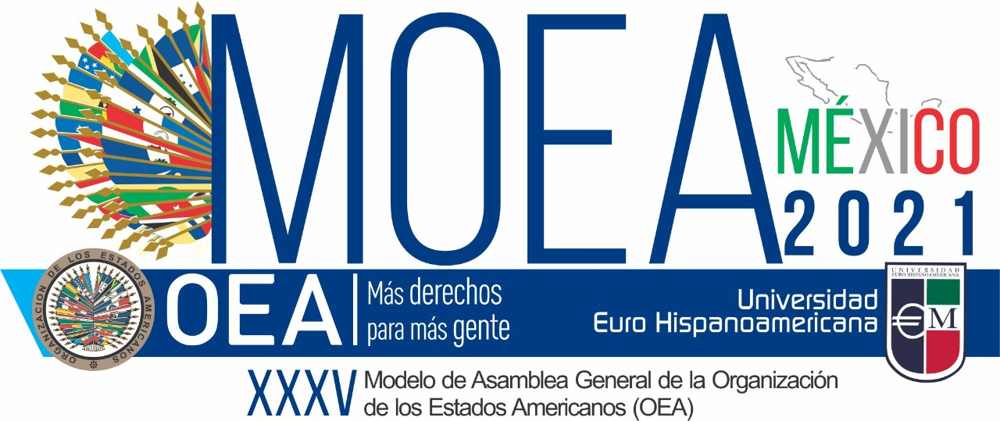 MOEA
MÉXICO
2021
ORGANIZACION DE LOS ESTADOS AMERICANOS
OEA
Más derechos
para más gente
Universidad
Euro Hispanoamericana
UNIVERSIDAD
EURO HISPANOAMERICANA
€M
XXXV
Modelo de Asamblea General de la Organización
de los Estados Americanos (OEA)